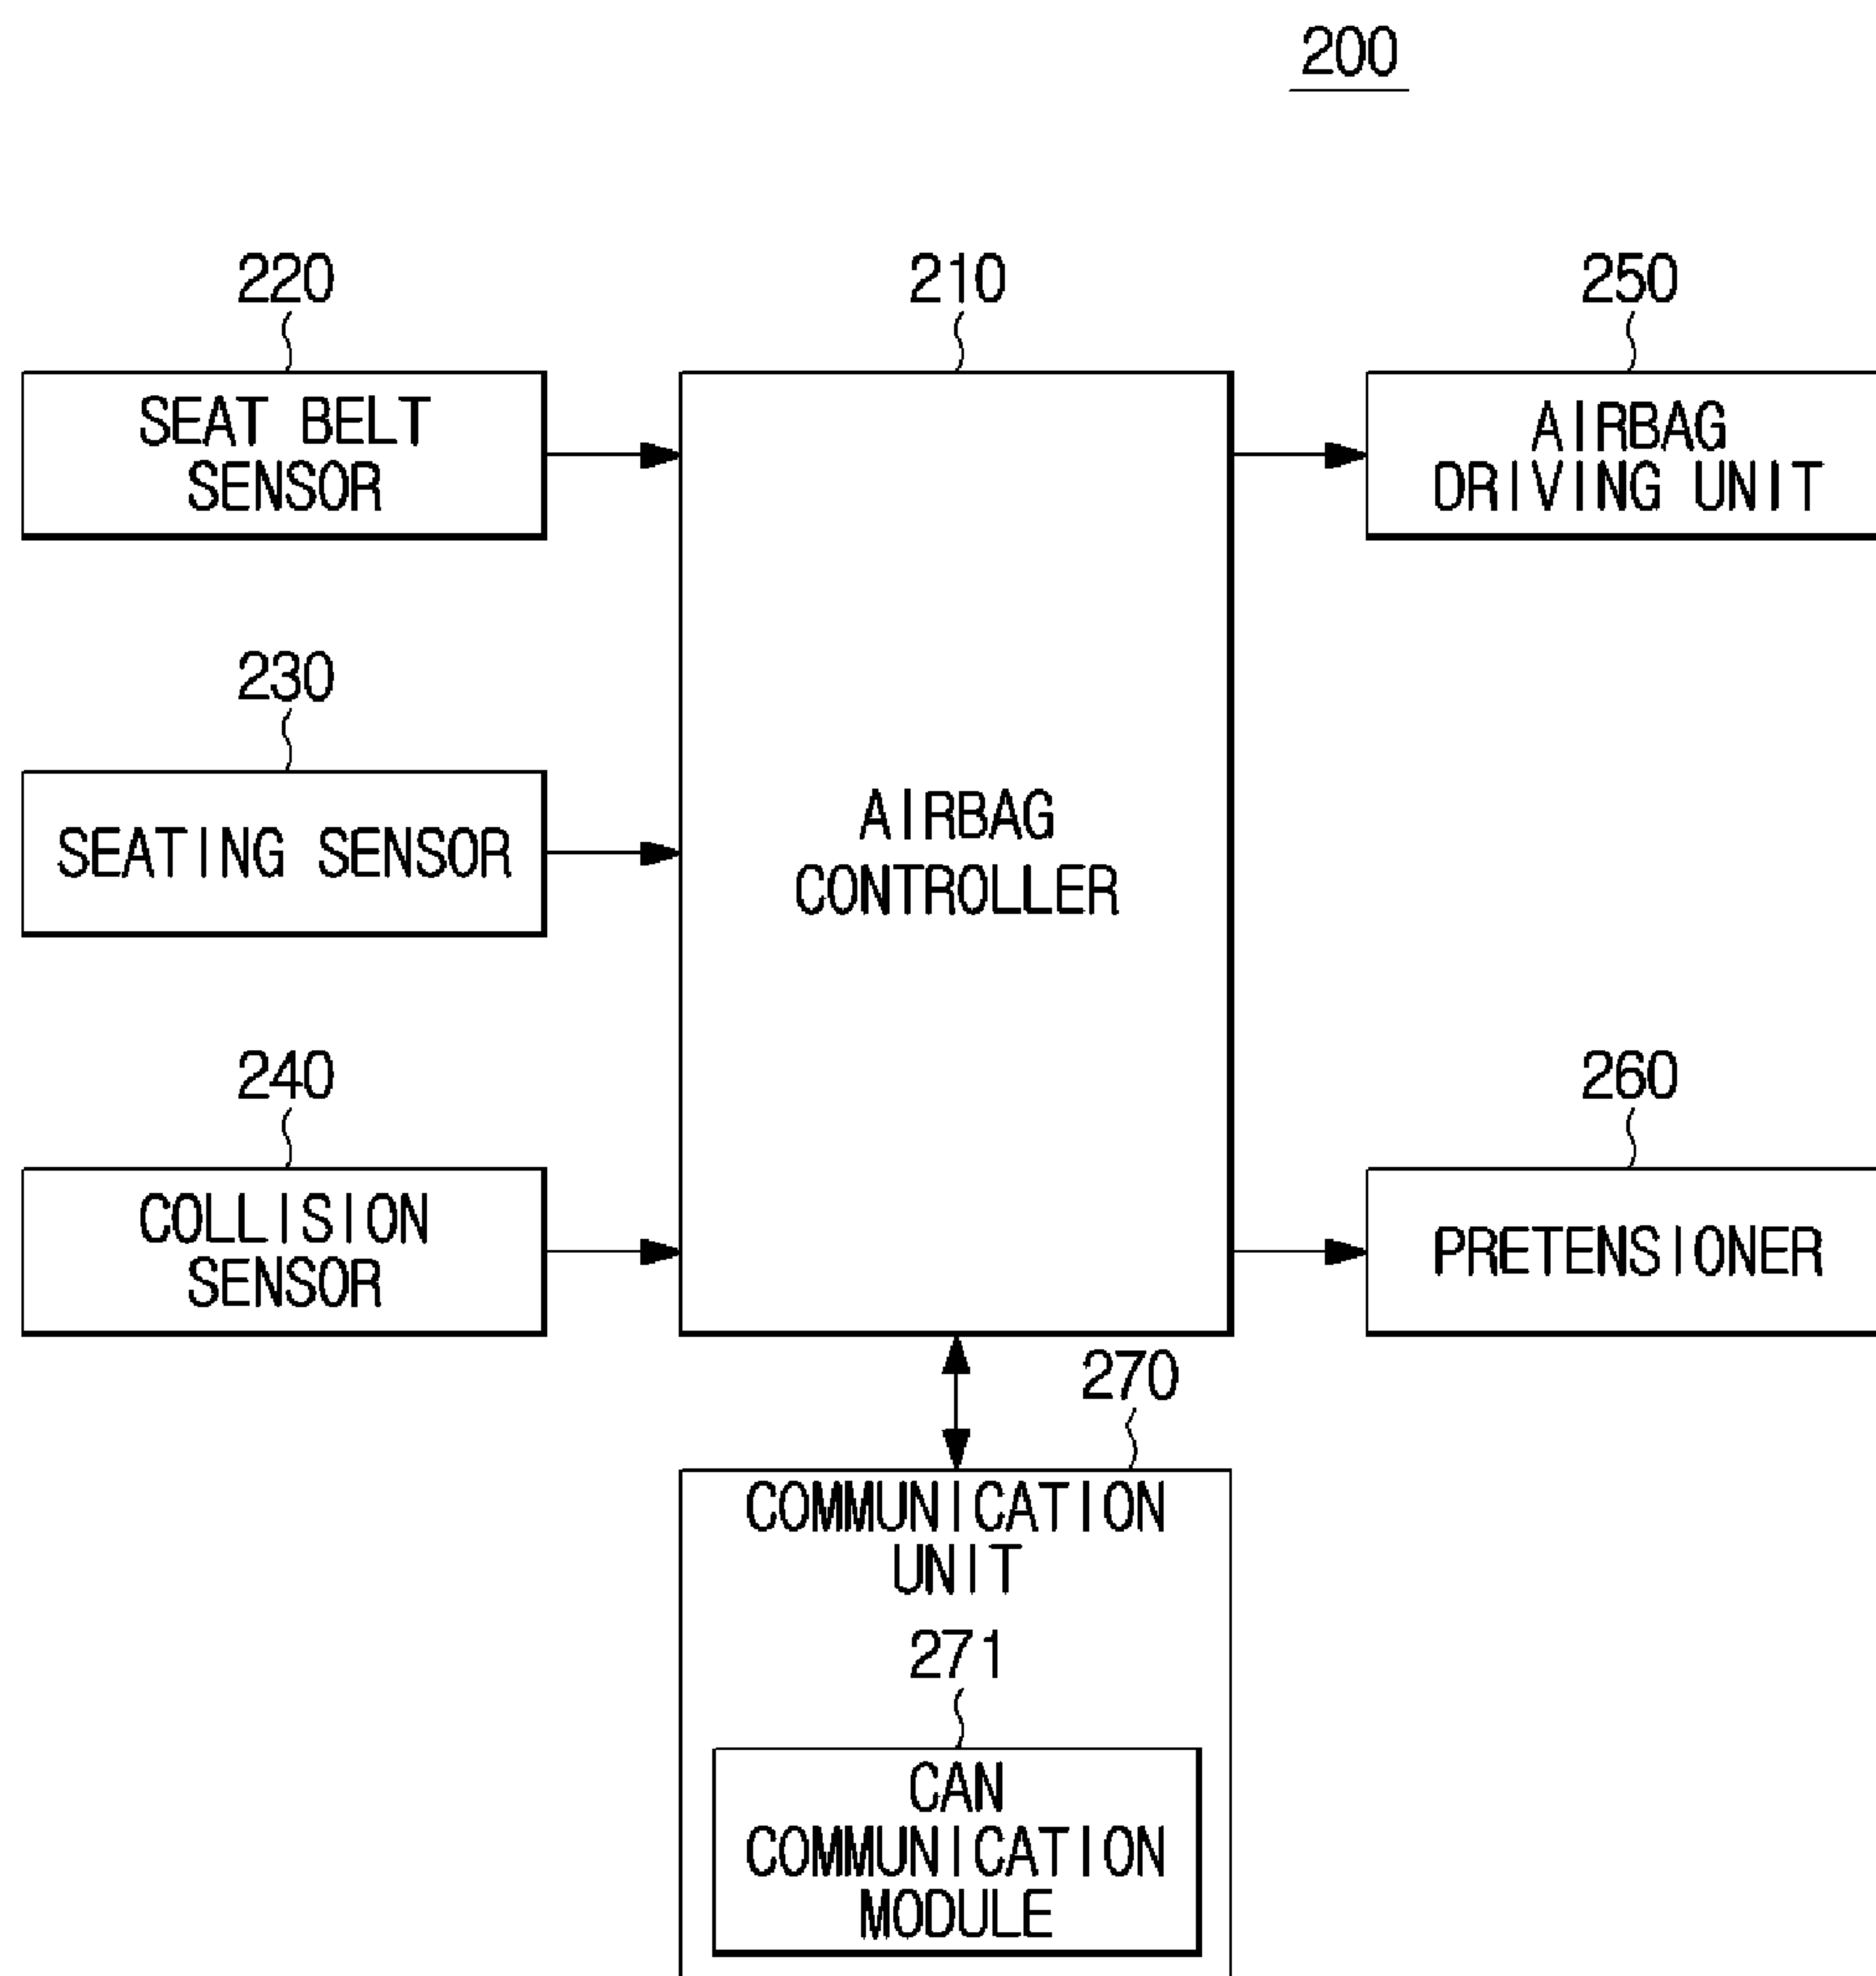 200
220
210
250
SEAT BELT
SENSOR
AIRBAG
DRIVING UNIT
230
SEATING SENSOR
AIRBAG
CONTROLLER
240
260
COLLISION
SENSOR
PRETENSIONER
270
COMMUNICATION
UNIT
271
CAN
COMMUNICATION
MODULE